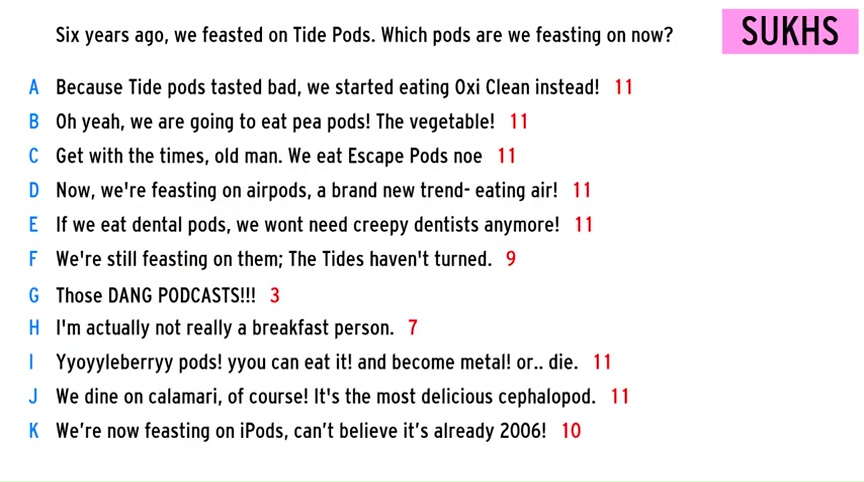 Six years ago, we feasted on Tide Pods. Which pods are we feasting on now?
SUKHS
A Because Tide pods tasted bad, we started eating Oxi Clean instead! 11
B Oh yeah, we are going to eat pea pods! The vegetable! 11
C Get with the times, old man. We eat Escape Pods noe 11
D Now, we're feasting on airpods, a brand new trend- eating air! 11
E If we eat dental pods, we wont need creepy dentists anymore! 11
F We're still feasting on them; The Tides haven't turned. 9
G Those DANG PODCASTS!!! 3
H I'm actually not really a breakfast person. 7
I Yyoyyleberryy pods! yyou can eat it! and become metal! or.. die. 11
J We dine on calamari, of course! It's the most delicious cephalopod. 11
K We’re now feasting on iPods, can’t believe it’s already 2006! 10